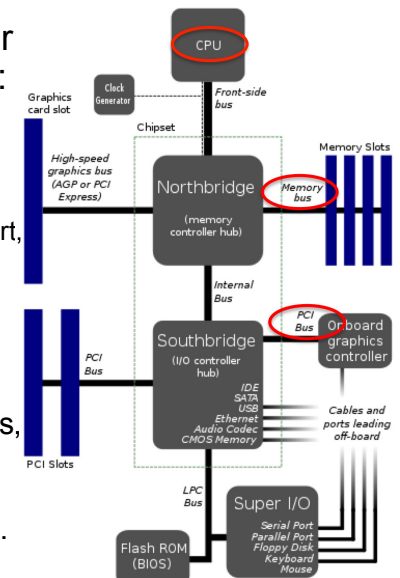 r
:
rt,
s,
.
CPU
Clock
Generator
Front-side
bus
Graphics
card slot
Chipset
Memory Slots
High-speed
graphics bus
(AGP or PCI
Express)
Northbridge
(memory
controller hub)
Memory
bus
Internal
Bus
PCI
Bus
Southbridge
(I/O controller
hub)
PCI
Bus
Onboard
graphics
controller
IDE
SATA
USB
Ethernet
Audio Codec
CMOS Memory
Cables and
ports leading
off-board
PCI Slots
LPC
Bus
Super I/O
Serial Port
Parallel Port
Floppy Disk
Keyboard
Mouse
Flash ROM
(BIOS)